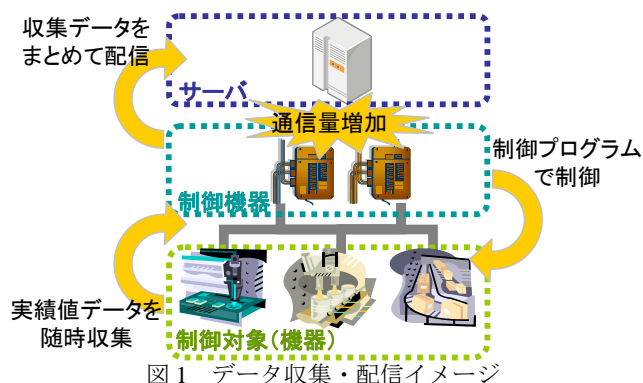 収集データを
まとめて配信
サーバ
通信量増加
制御プログラム
で制御
制御機器
実績値データを
随時収集
制御対象(機器)
図1 データ収集・配信イメージ